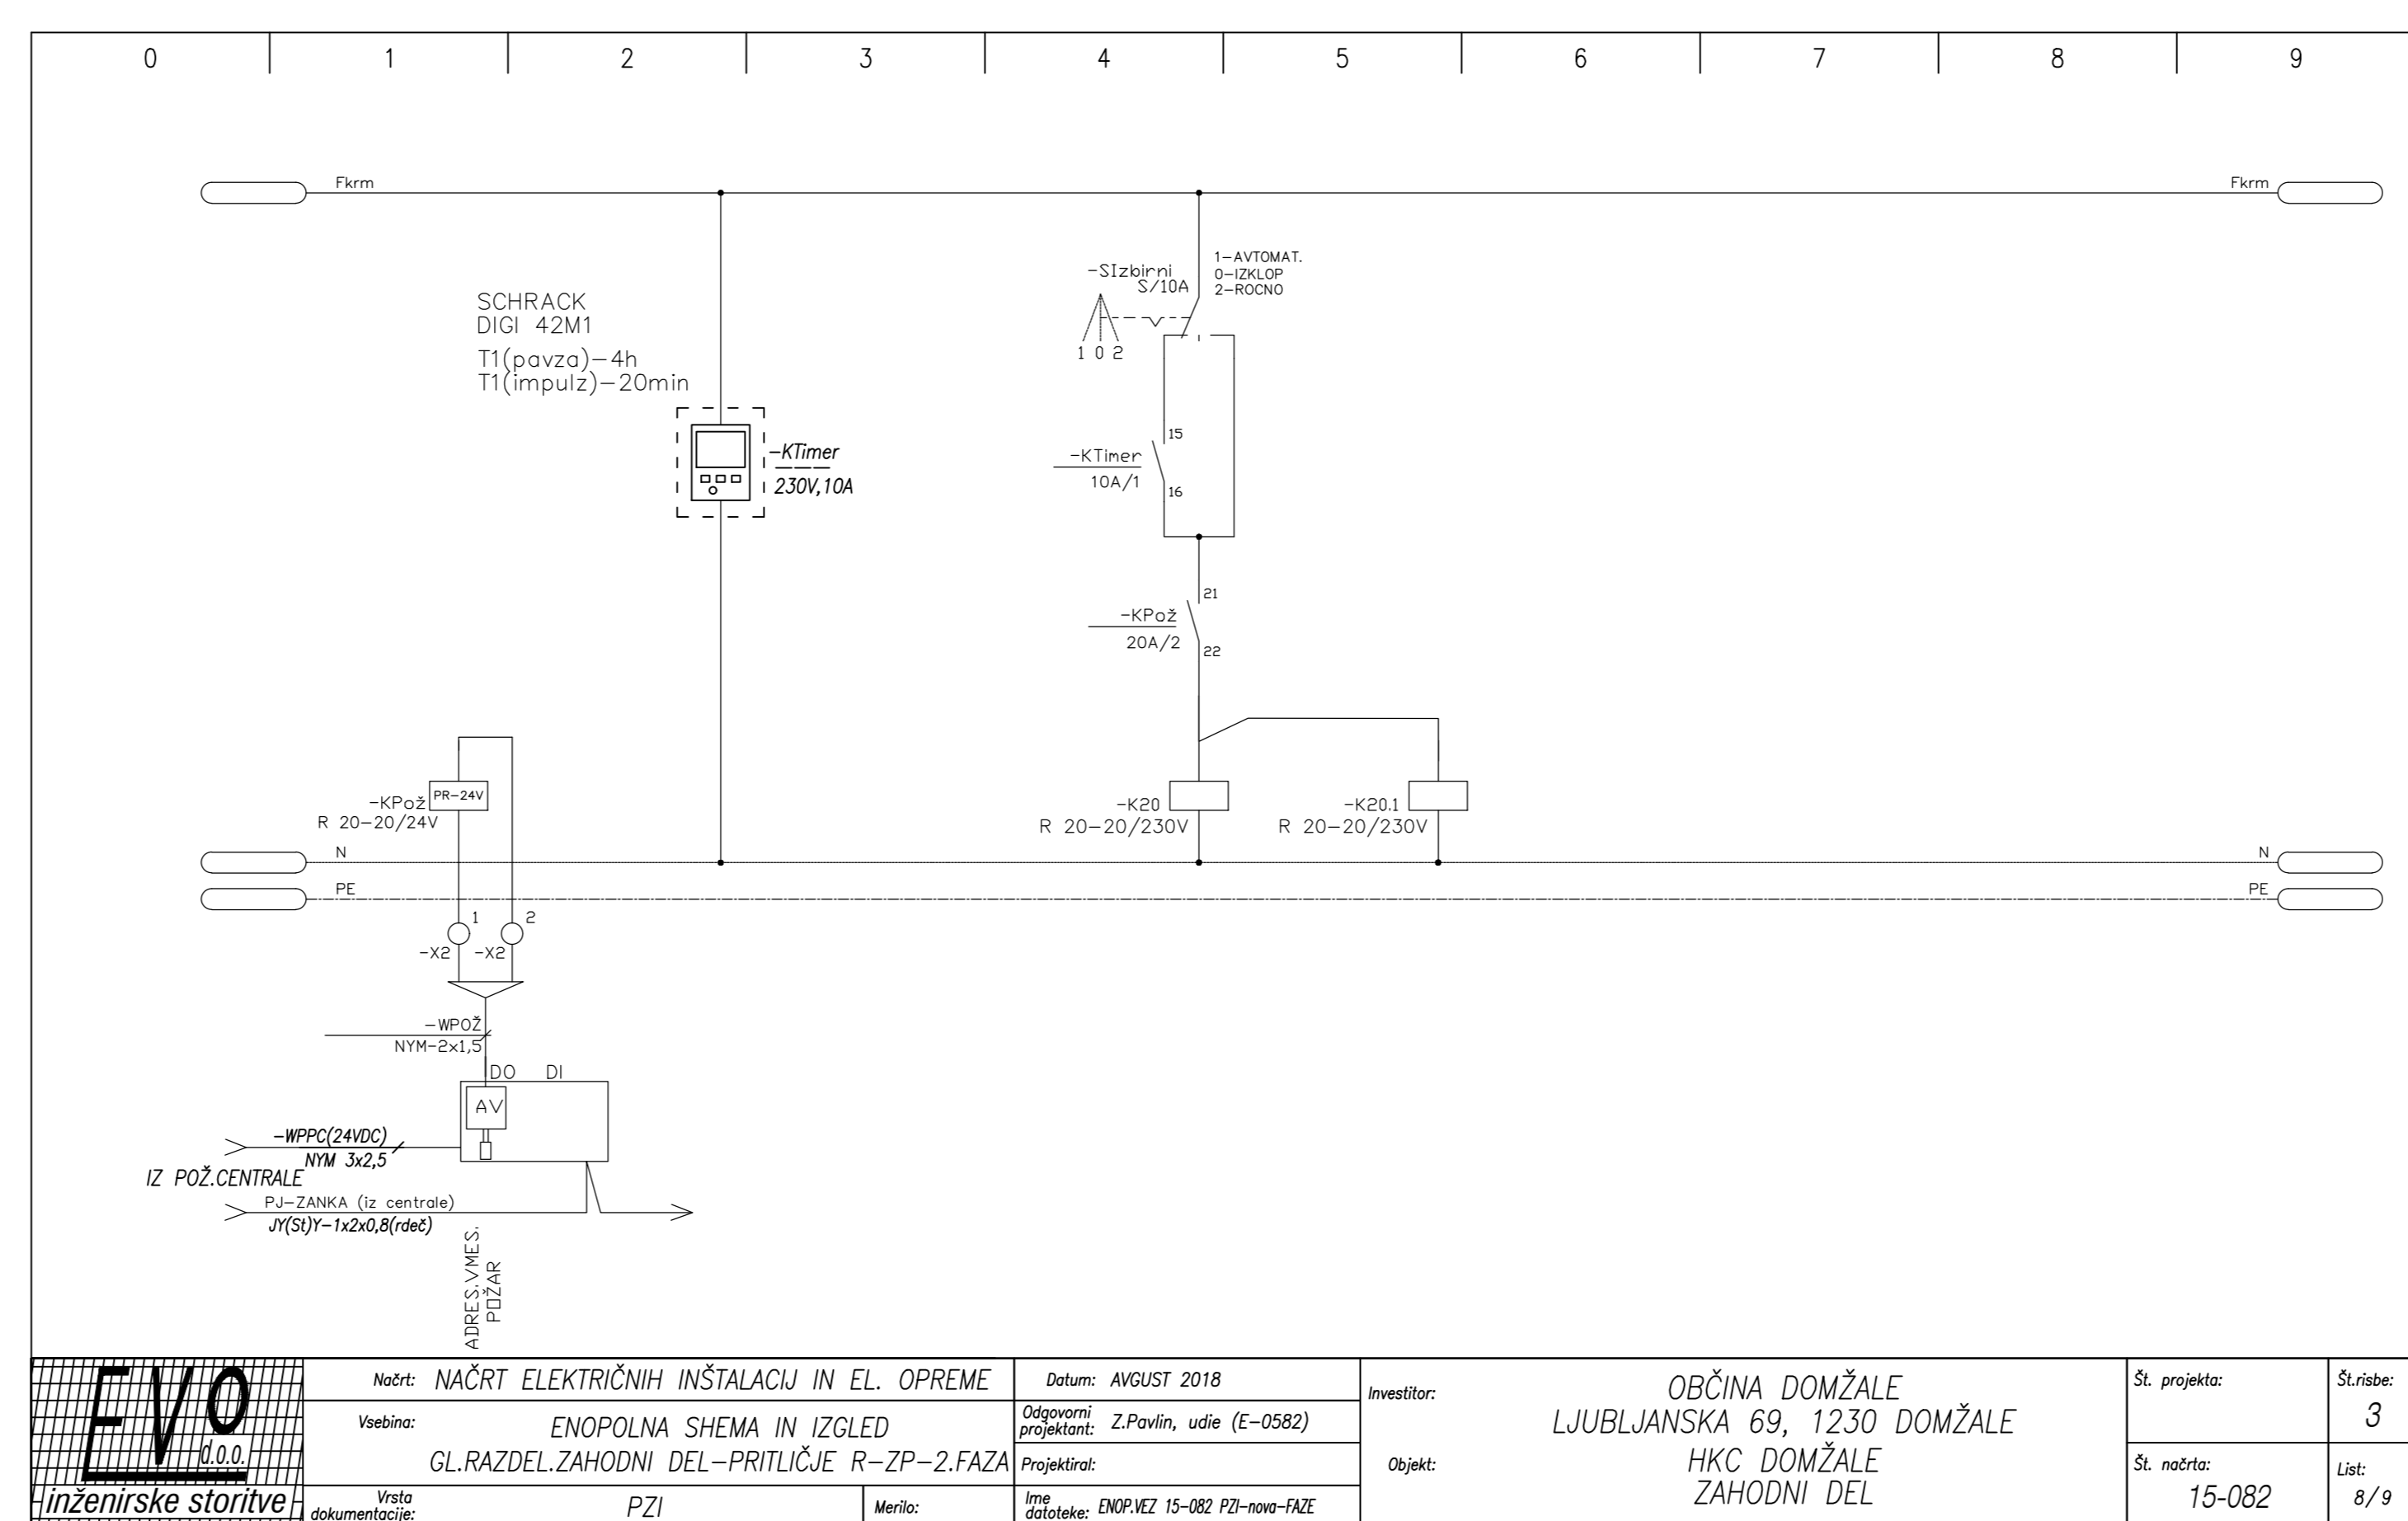 0 1 2 3 4 5 6 7 8 9
Fkrm
Fkrm
SCHRACK
DIGI 42M1
T1(pavza)-4h
T1(impulz)-20min
-KTimer
230V,10A
-SIzbirni
S/10A
1-AVTOMAT.
0-IZKLOP
2-ROCNO
1 0 2
15
-KTimer
10A/1
16
21
-KPož
20A/2
22
PR-24V
-KPož
R 20-20/24V
-K20
R 20-20/230V
-K20.1
R 20-20/230V
N
N
PE
PE
1
2
-X2
-X2
-WPOŽ
NYM-2x1,5
DO DI
AV
-WPPC(24VDC)
NYM 3x2,5
IZ POŽ.CENTRALE
PJ-ZANKA (iz centrale)
JY(St)Y-1x2x0,8(rdeč)
ADRES.VMES.
POŽAR
EVO
d.o.o.
inženirske storitve
Načrt: NAČRT ELEKTRIČNIH INŠTALACIJ IN EL. OPREME
Vsebina: ENOPOLNA SHEMA IN IZGLED
GL.RAZDEL.ZAHODNI DEL-PRITLIČJE R-ZP-2.FAZA
Vrsta
dokumentacije: PZI
Merilo:
Datum: AVGUST 2018
Odgovorni
projektant: Z.Pavlin, udie (E-0582)
Projektiral:
Ime
datoteke: ENOP.VEZ 15-082 PZI-nova-FAZE
Investitor: OBČINA DOMŽALE
LJUBLJANSKA 69, 1230 DOMŽALE
Objekt: HKC DOMŽALE
ZAHODNI DEL
Št. projekta:
Št. načrta:
15-082
Št.risbe:
3
List:
8/9